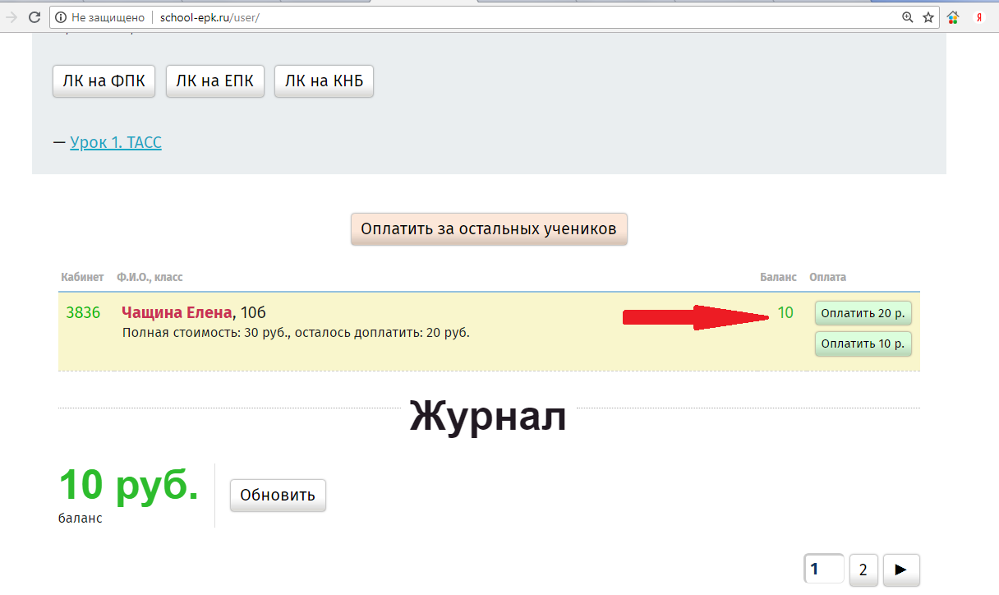 Не защищено school-epk.ru/user/
ЛК на ФПК ЛК на ЕПК ЛК на КНБ
— Урок 1. ТАСС
Оплатить за остальных учеников
Кабинет Ф.И.О., класс Баланс Оплата
3836 Чащина Елена, 10б 10 Оплатить 20 р.
Полная стоимость: 30 руб., осталось доплатить: 20 руб.
Оплатить 10 р.
Журнал
10 руб.
баланс
Обновить
1 2